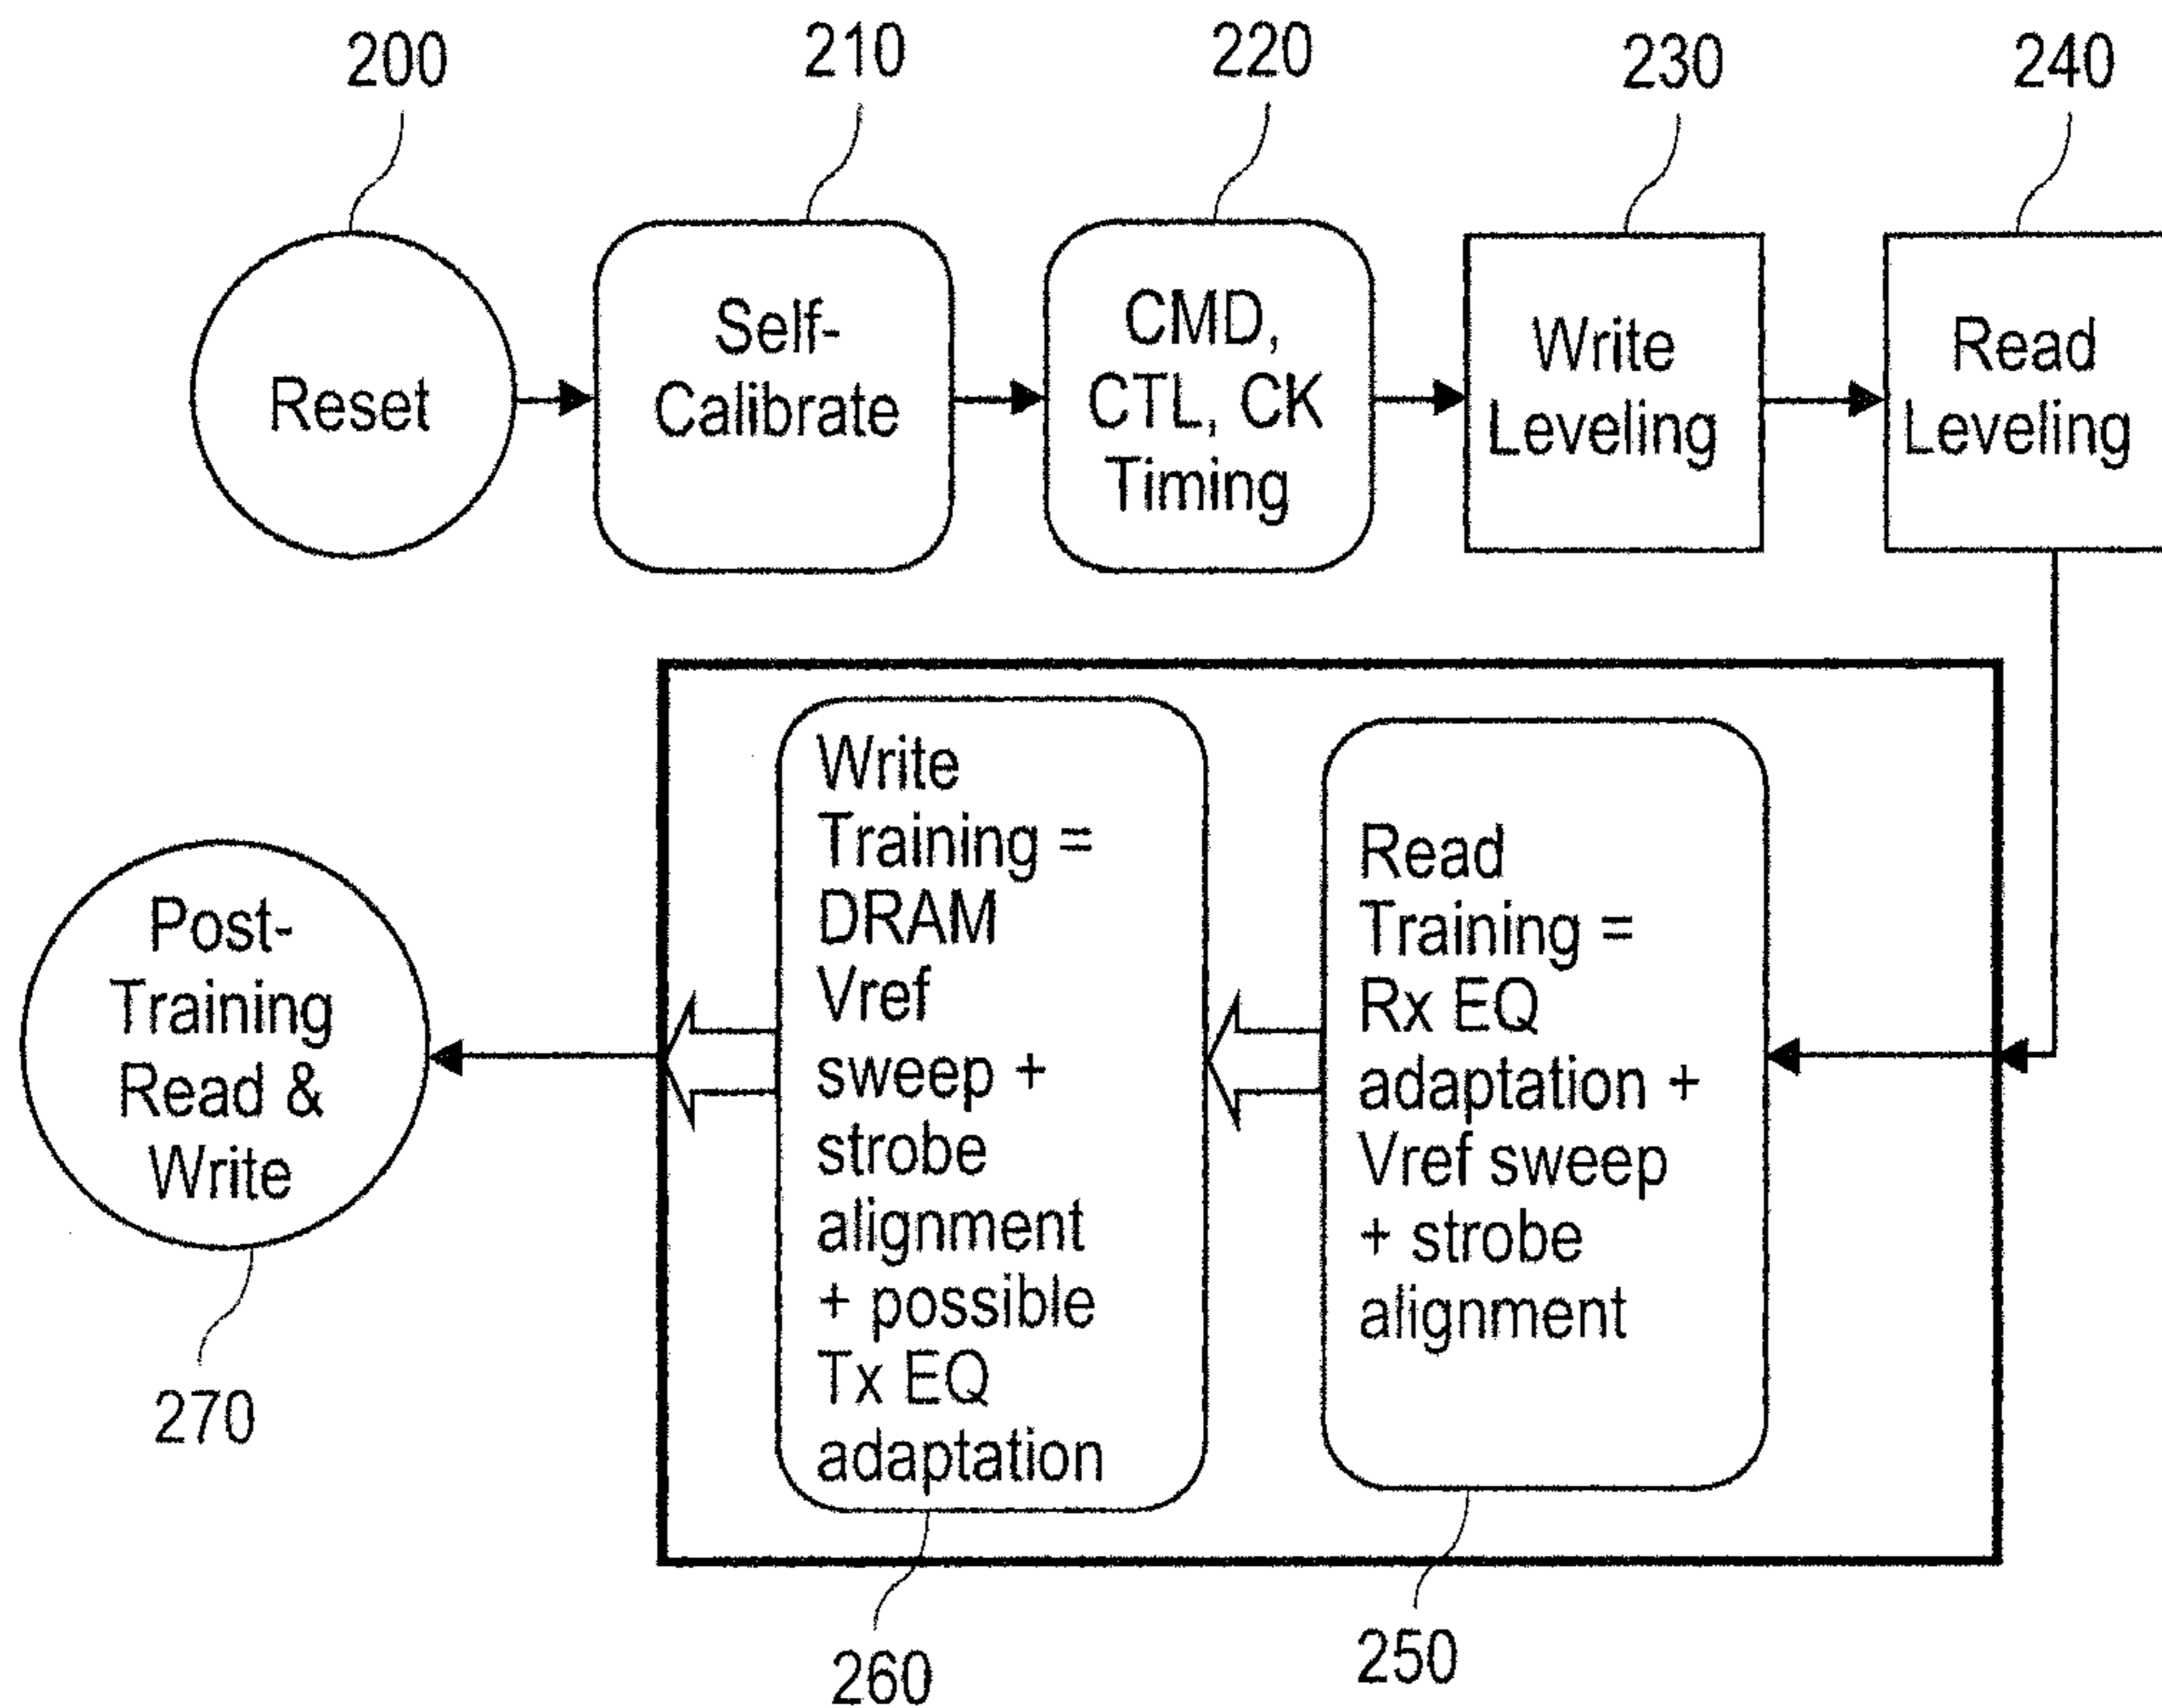 200
210
220
230
240
Reset
Self-
Calibrate
CMD,
CTL, CK
Timing
Write
Leveling
Read
Leveling
Write
Training =
DRAM
Vref
sweep +
strobe
alignment
+ possible
Tx EQ
adaptation
Read
Training =
Rx EQ
adaptation +
Vref sweep
+ strobe
alignment
Post-
Training
Read &
Write
270
260
250